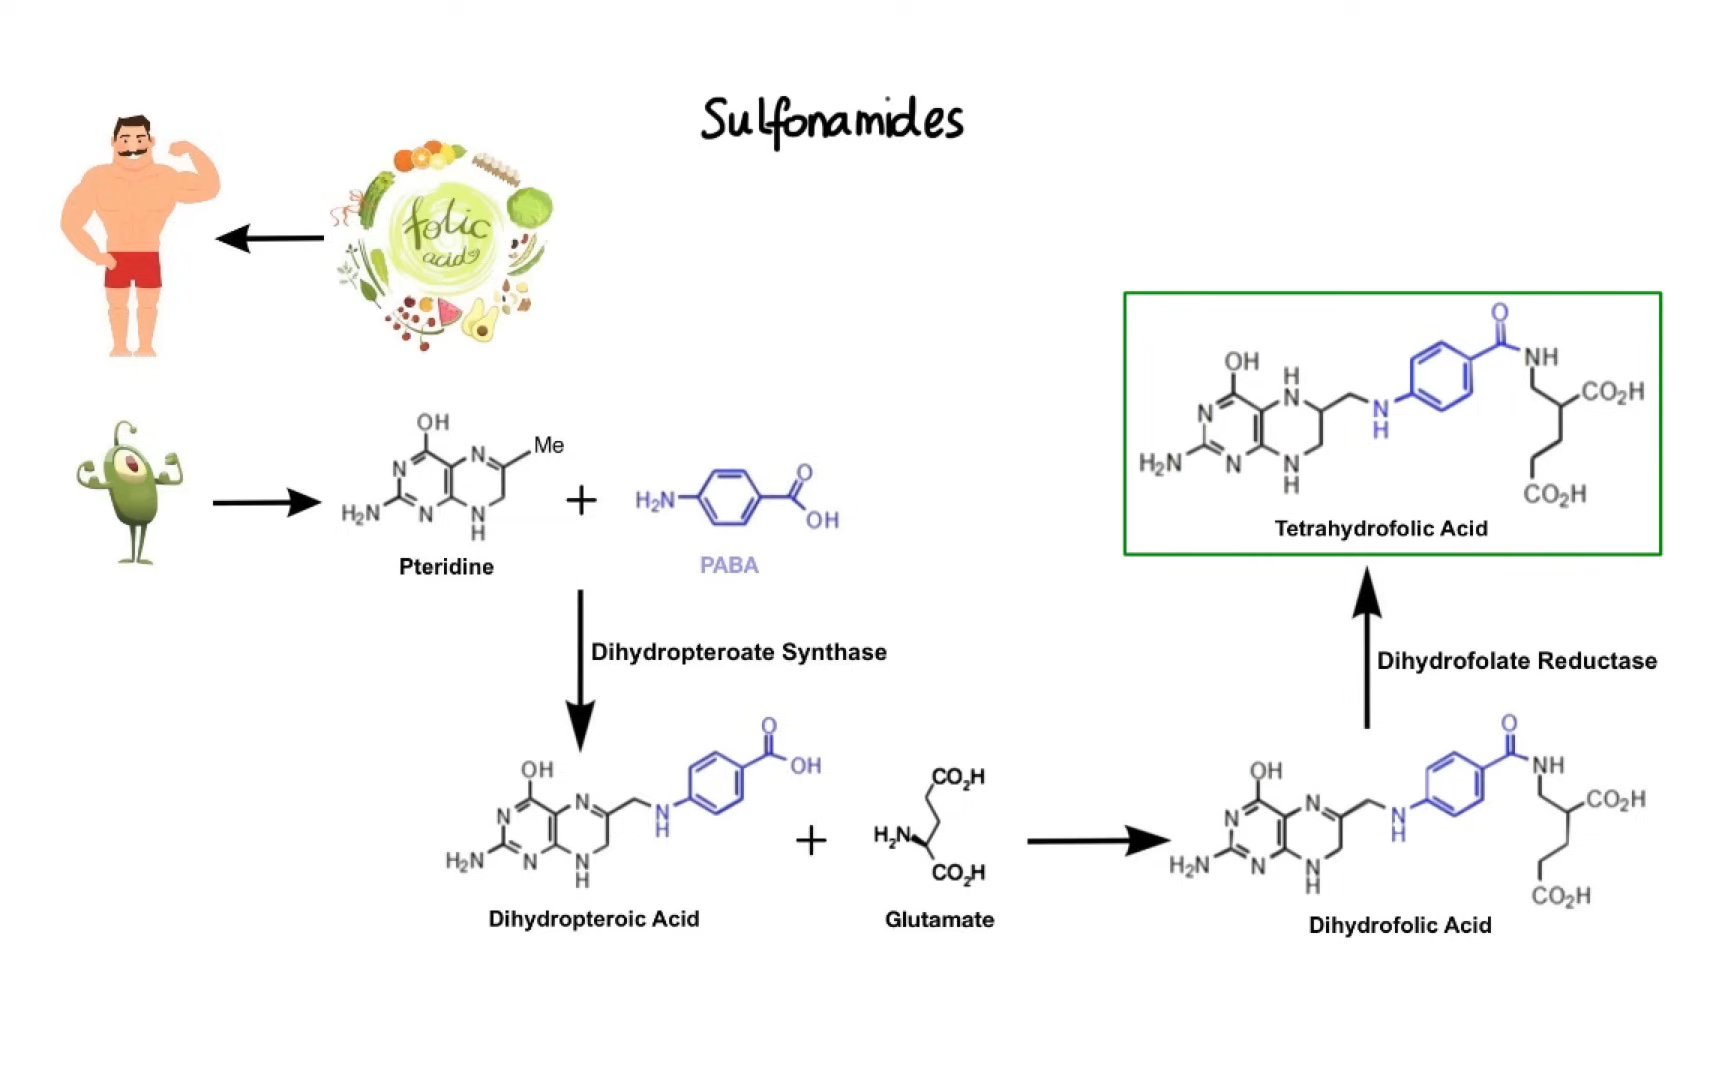 Sulfonamides
folic
acid
OH
N
N
Me
H₂N
N
N
H
Pteridine
+
H₂N
O
OH
PABA
Dihydropteroate Synthase
OH
N
N
H₂N
N
N
H
N
H
O
OH
Dihydropteroic Acid
+
CO₂H
H₂N
CO₂H
Glutamate
OH
N
N
H₂N
N
N
H
N
H
O
NH
CO₂H
CO₂H
Dihydrofolic Acid
Dihydrofolate Reductase
OH
H
N
N
H₂N
N
N
H
N
H
O
NH
CO₂H
CO₂H
Tetrahydrofolic Acid